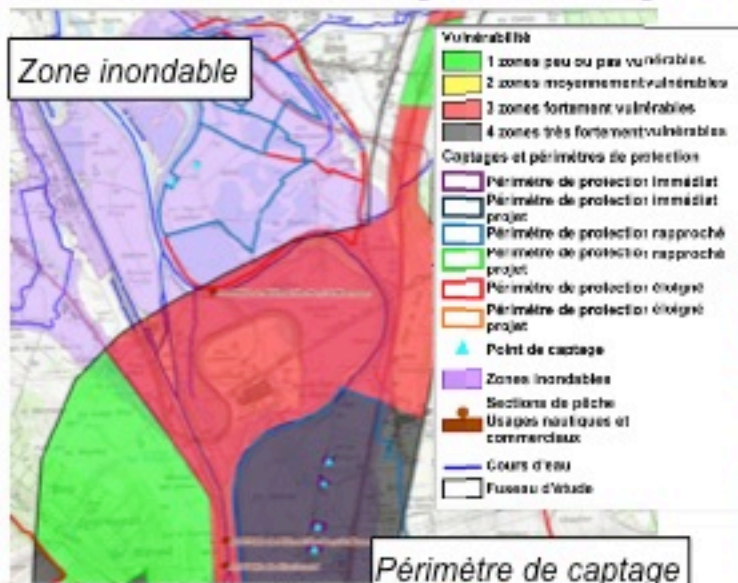 Zone inondable
Vulnérabilité
1 zones peu ou pas vulnérables
2 zones moyennement vulnérables
3 zones fortement vulnérables
4 zones très fortement vulnérables
Captages et périmètres de protection
Périmètre de protection immédiat
Périmètre de protection immédiat
projet
Périmètre de protection rapproché
Périmètre de protection rapproché
projet
Périmètre de protection éloigné
Périmètre de protection éloigné
projet
Point de captage
Zones inondables
Sections de pêche
Usages nautiques et
commerciaux
Cours d'eau
Fuseau d'étude
Périmètre de captage